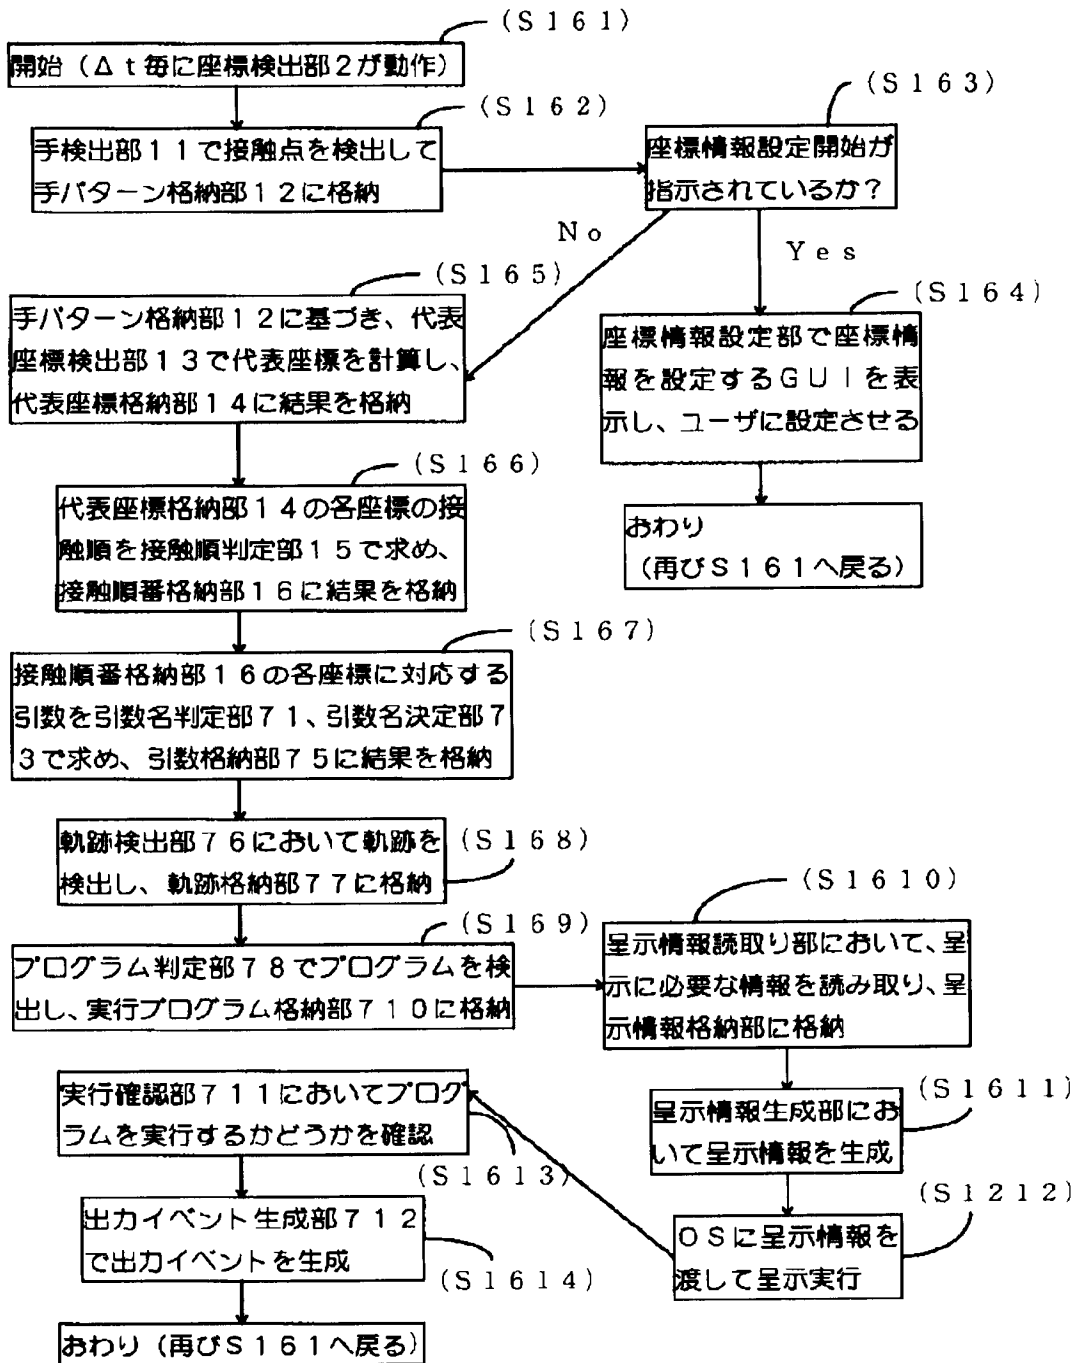 (S161)
開始(Δt毎に座標検出部2が動作)
(S162)
手検出部11で接触点を検出して
手パターン格納部12に格納
(S163)
座標情報設定開始が
指示されているか?
No
Yes
(S164)
座標情報設定部で座標情
報を設定するGUIを表
示し、ユーザに設定させる
おわり
(再びS161へ戻る)
(S165)
手パターン格納部12に基づき、代表
座標検出部13で代表座標を計算し、
代表座標格納部14に結果を格納
(S166)
代表座標格納部14の各座標の接
触順を接触順判定部15で求め、
接触順番格納部16に結果を格納
(S167)
接触順番格納部16の各座標に対応する
引数を引数名判定部71、引数名決定部7
3で求め、引数格納部75に結果を格納
(S168)
軌跡検出部76において軌跡を
検出し、軌跡格納部77に格納
(S169)
プログラム判定部78でプログラムを検
出し、実行プログラム格納部710に格納
(S1610)
呈示情報読取り部において、呈
示に必要な情報を読み取り、呈
示情報格納部に格納
(S1611)
呈示情報生成部にお
いて呈示情報を生成
(S1212)
OSに呈示情報を
渡して呈示実行
実行確認部711においてプログ
ラムを実行するかどうかを確認
(S1613)
出力イベント生成部712
で出力イベントを生成
(S1614)
おわり(再びS161へ戻る)